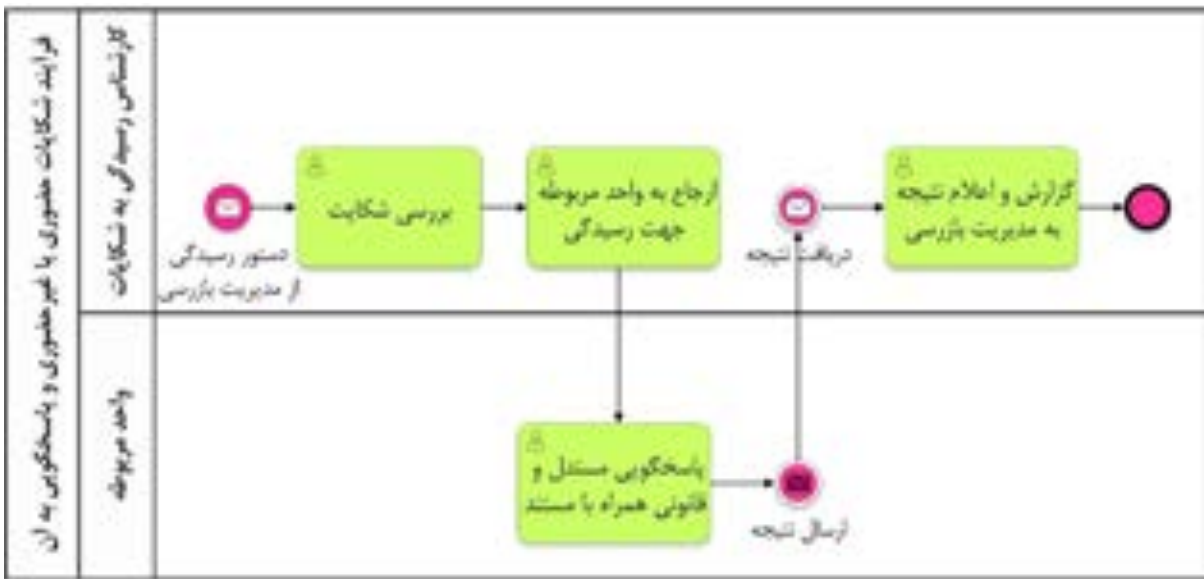 فرایند شکایات حضوری یا غیرحضوری و پاسخگویی به آن
کارشناس رسیدگی به شکایات
دستور رسیدگی
از مدیریت بازرسی
بررسی شکایت
ارجاع به واحد مربوطه
جهت رسیدگی
دریافت نتیجه
گزارش و اعلام نتیجه
به مدیریت بازرسی
واحد مربوطه
پاسخگویی مستدل و
قانونی همراه با مستند
ارسال نتیجه